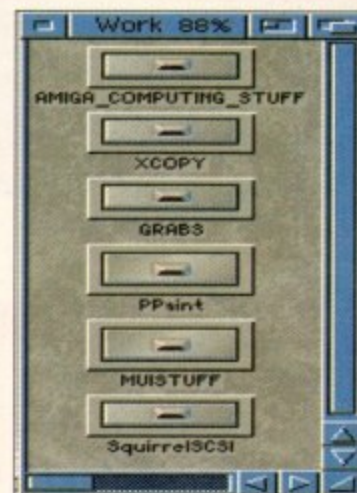 Work 88%
AMIGA_COMPUTING_STUFF
XCOPY
GRABS
PPaint
MUISTUFF
SquirrelSCSI